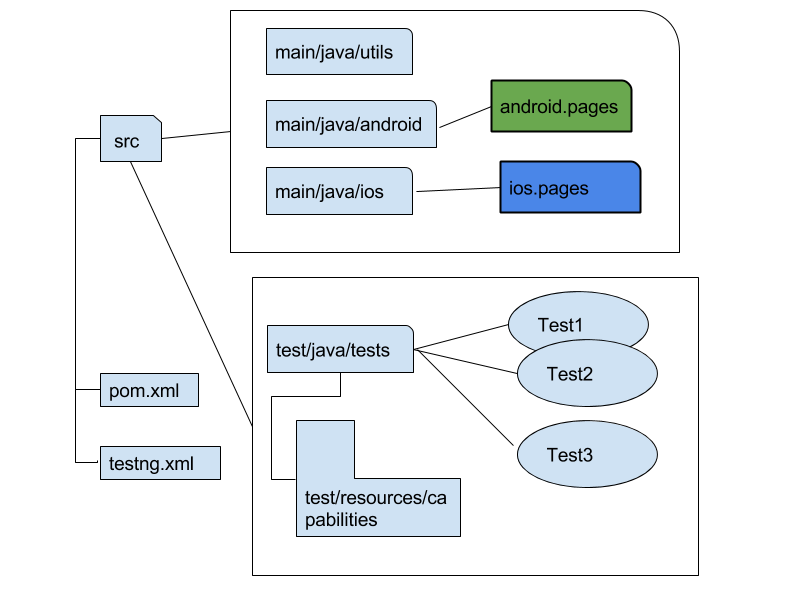 main/java/utils
main/java/android
android.pages
src
main/java/ios
ios.pages
Test1
test/java/tests
Test2
pom.xml
Test3
testng.xml
test/resources/ca
pabilities